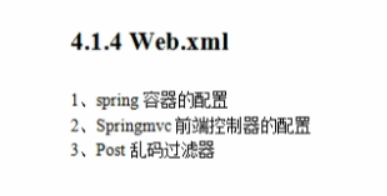 4.1.4 Web.xml
1、spring 容器的配置
2、Springmvc 前端控制器的配置
3、Post 乱码过滤器